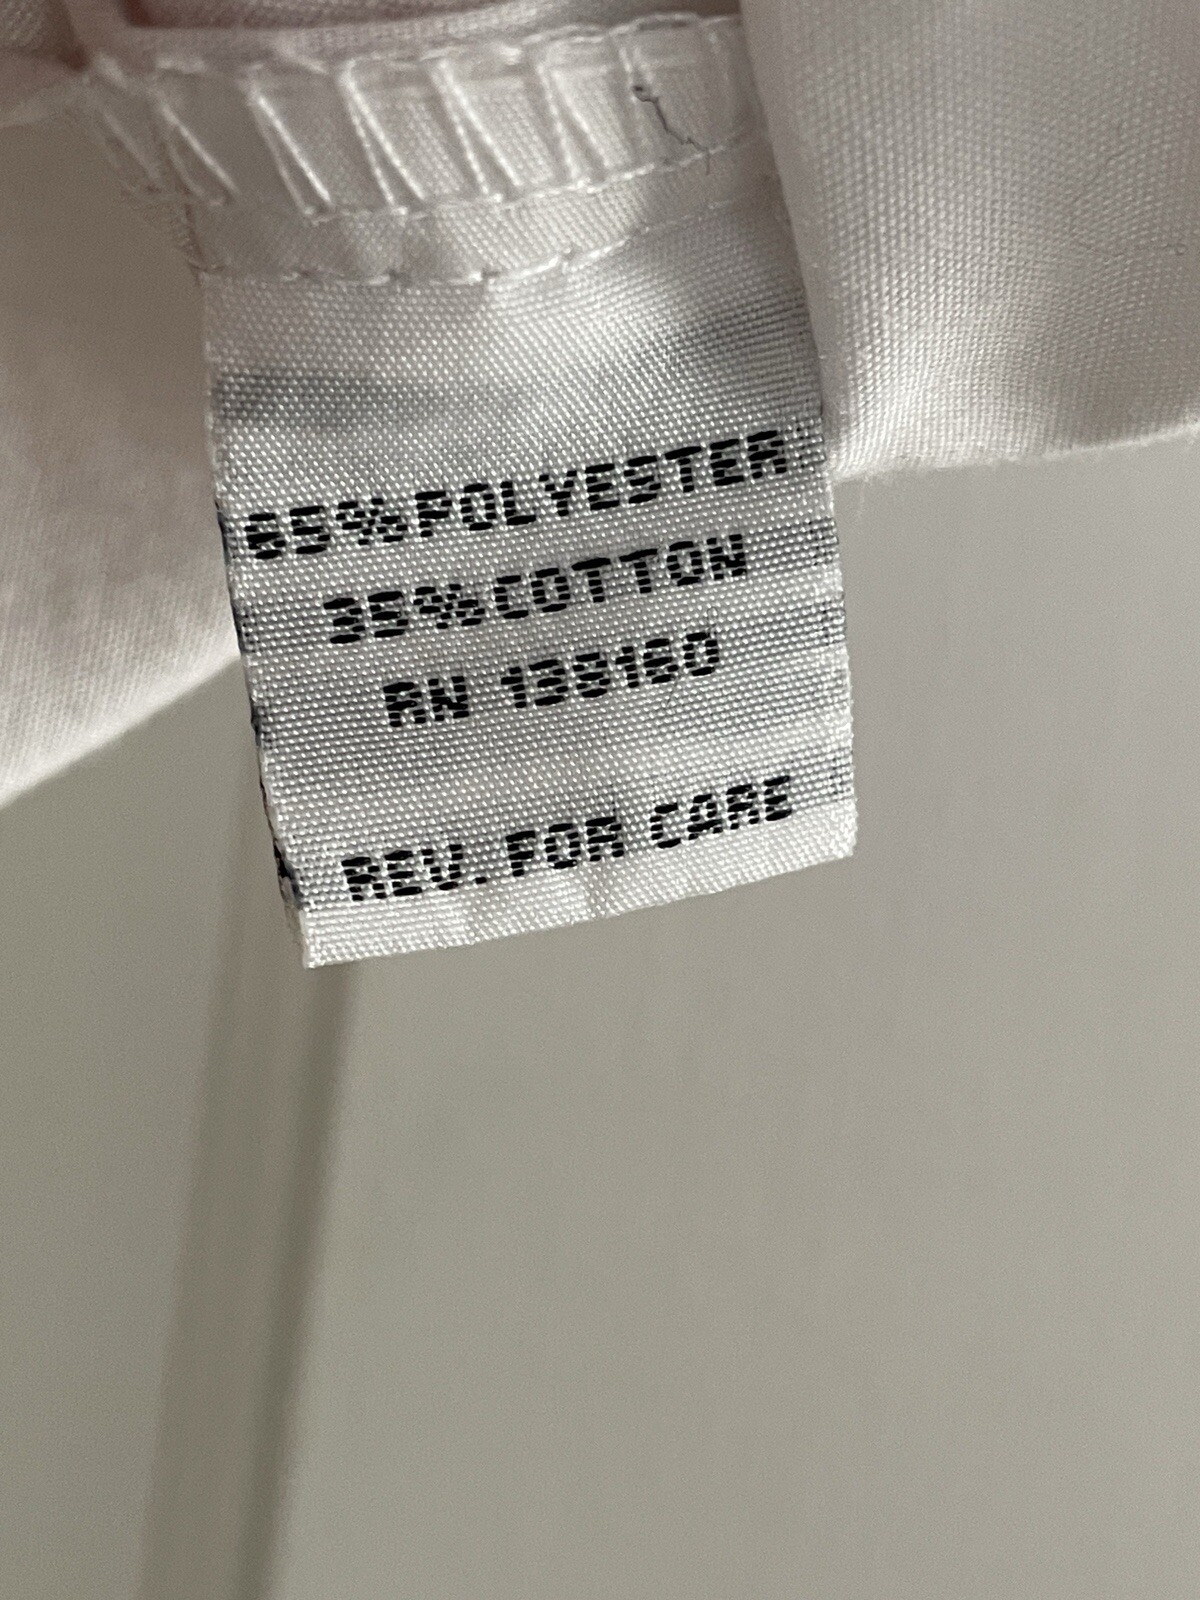 65%POLYESTER
35%COTTON
RN 138160
REV. FOR CARE